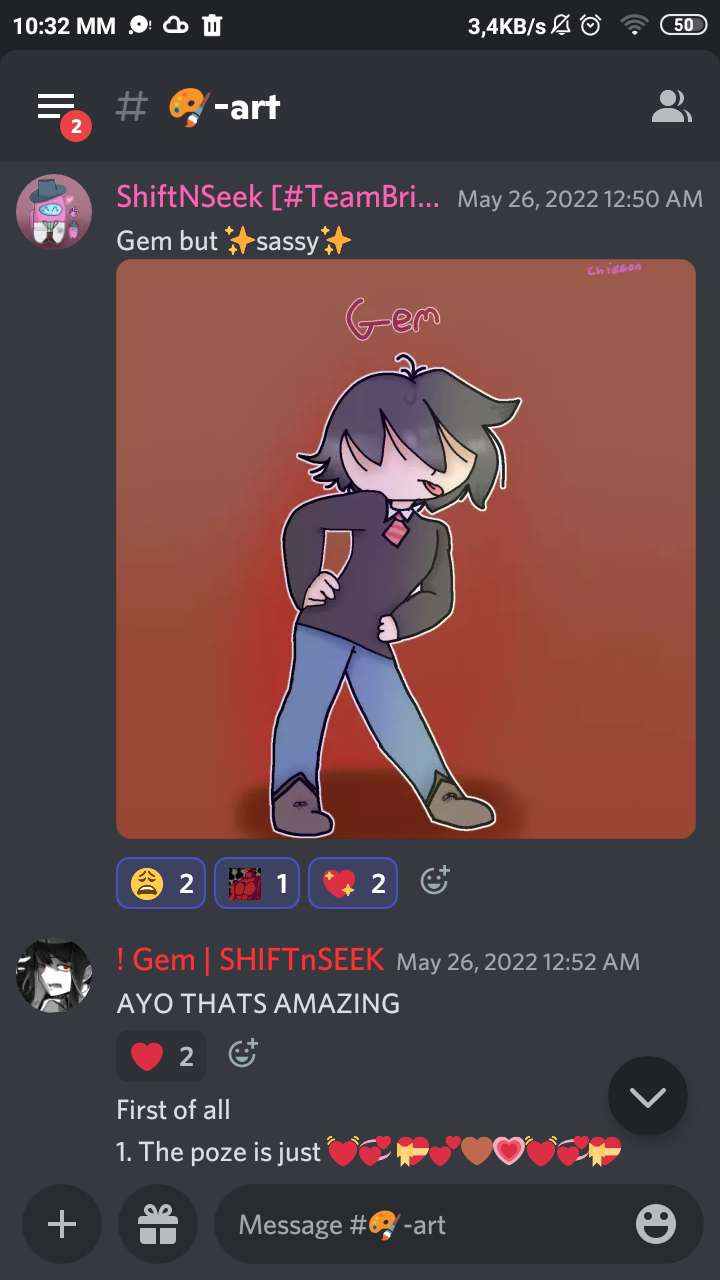 10:32 MM
3,4KB/s
50
2
# 🎨-art
ShiftNSeek [#TeamBri... May 26, 2022 12:50 AM
Gem but ✨sassy✨
Gem
2 1 2
! Gem | SHIFTnSEEK May 26, 2022 12:52 AM
AYO THATS AMAZING
2
First of all
1. The poze is just 💓💞💝💕🤎💗💓💞💝
Message #🎨-art